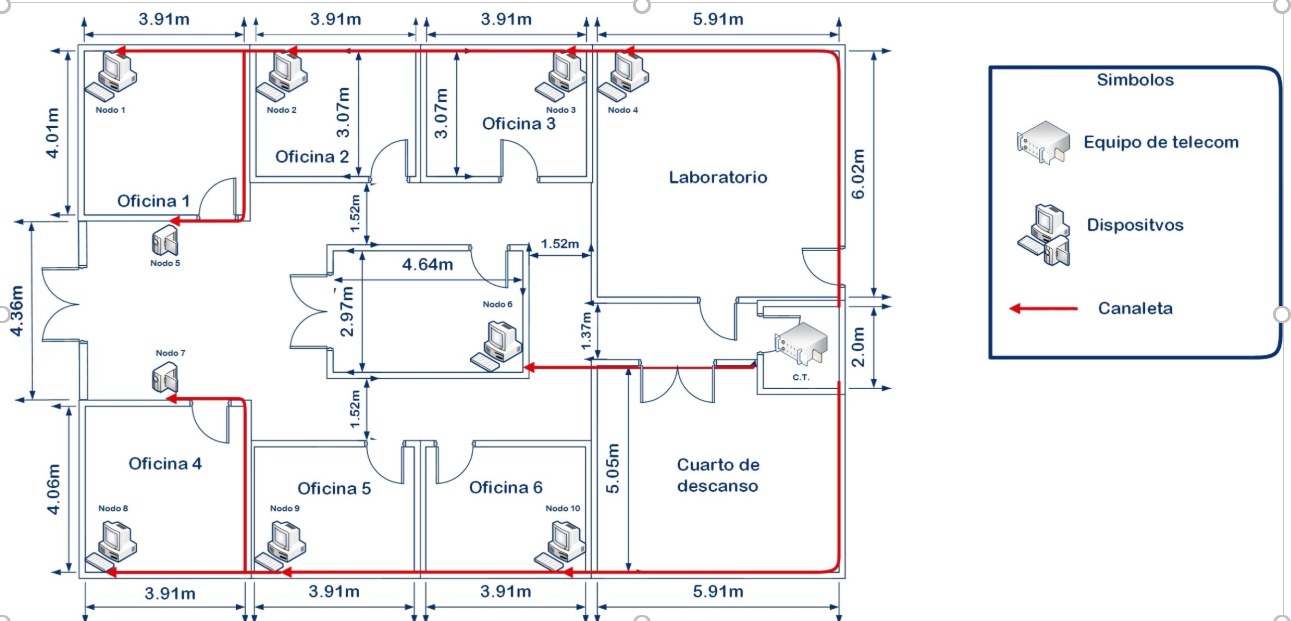 3.91m 3.91m 3.91m 5.91m
Simbolos
Equipo de telecom
Dispositvos
Canaleta
Nodo 1
Nodo 2
Nodo 3
Nodo 4
4.01m
3.07m
3.07m
6.02m
Oficina 1
Oficina 2
Oficina 3
Laboratorio
1.52m
1.52m
Nodo 5
4.36m
4.64m
2.97m
Nodo 6
1.37m
2.0m
C.T.
Nodo 7
1.52m
4.06m
Oficina 4
Oficina 5
Oficina 6
5.05m
Cuarto de
descanso
Nodo 8
Nodo 9
Nodo 10
3.91m 3.91m 3.91m 5.91m